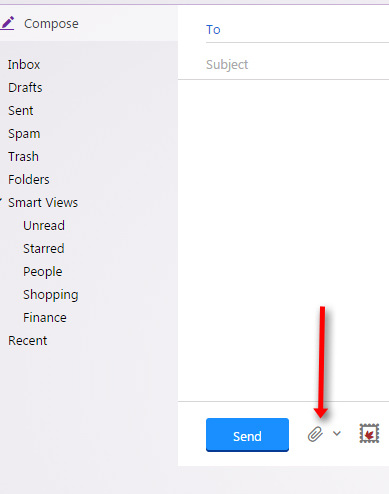 Compose
To
Subject
Inbox
Drafts
Sent
Spam
Trash
Folders
Smart Views
Unread
Starred
People
Shopping
Finance
Recent
Send